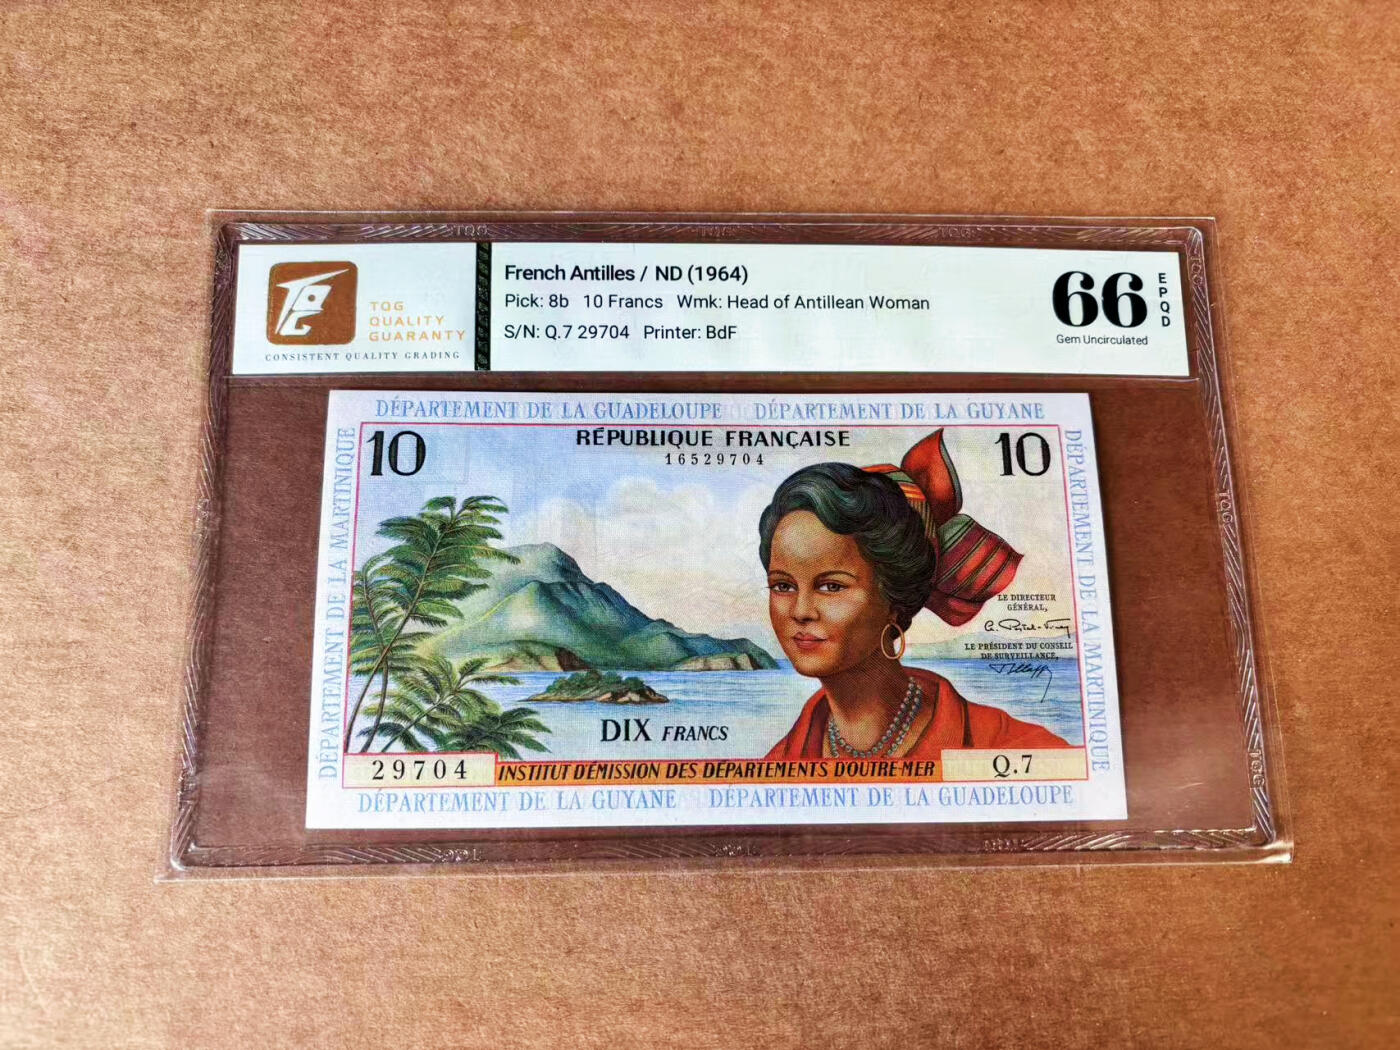 TQG
QUALITY
GUARANTY
CONSISTENT QUALITY GRADING
French Antilles / ND (1964)
Pick: 8b 10 Francs Wmk: Head of Antillean Woman
S/N: Q.7 29704 Printer: BdF
66
EPQD
Gem Uncirculated
DÉPARTEMENT DE LA GUADELOUPE DÉPARTEMENT DE LA GUYANE
DÉPARTEMENT DE LA MARTINIQUE
10
RÉPUBLIQUE FRANÇAISE
16529704
10
DÉPARTEMENT DE LA MARTINIQUE
LE DIRECTEUR
GÉNÉRAL,
LE PRÉSIDENT DU CONSEIL
DE SURVEILLANCE,
DIX FRANCS
29704
INSTITUT D'ÉMISSION DES DÉPARTEMENTS D'OUTRE-MER
Q.7
DÉPARTEMENT DE LA GUYANE DÉPARTEMENT DE LA GUADELOUPE